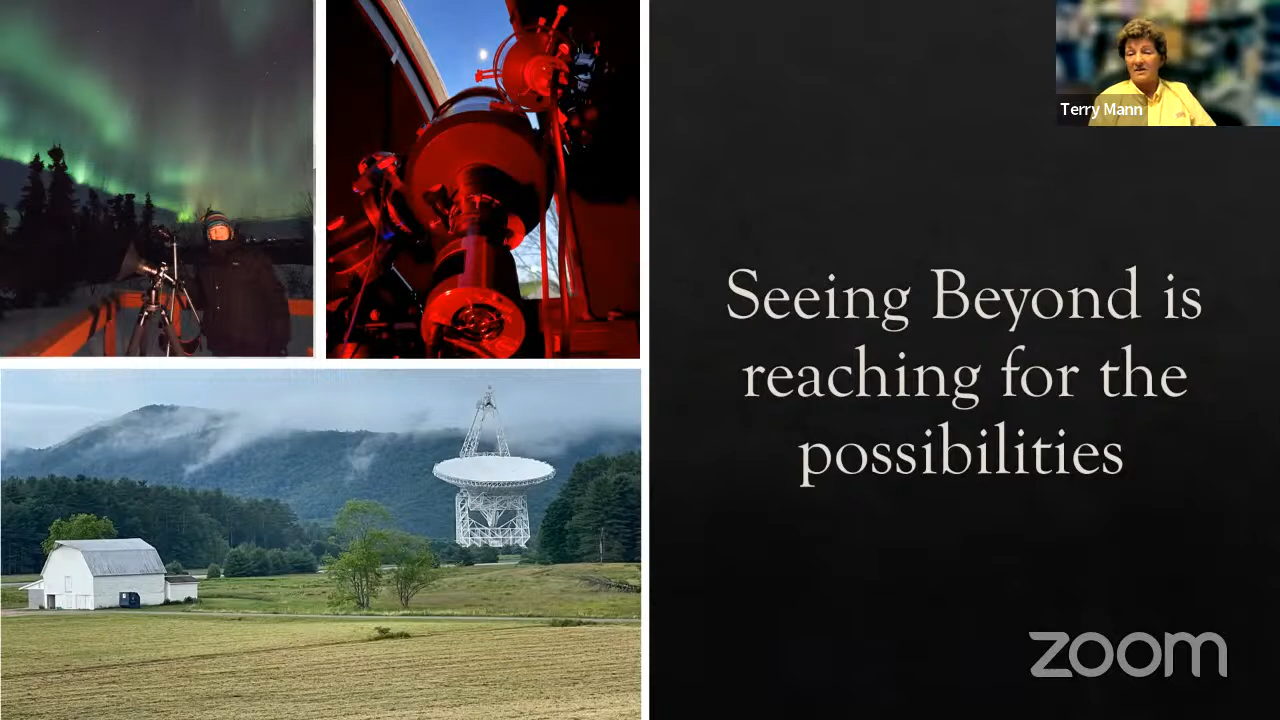 Terry Mann
Seeing Beyond is
reaching for the
possibilities
zoom